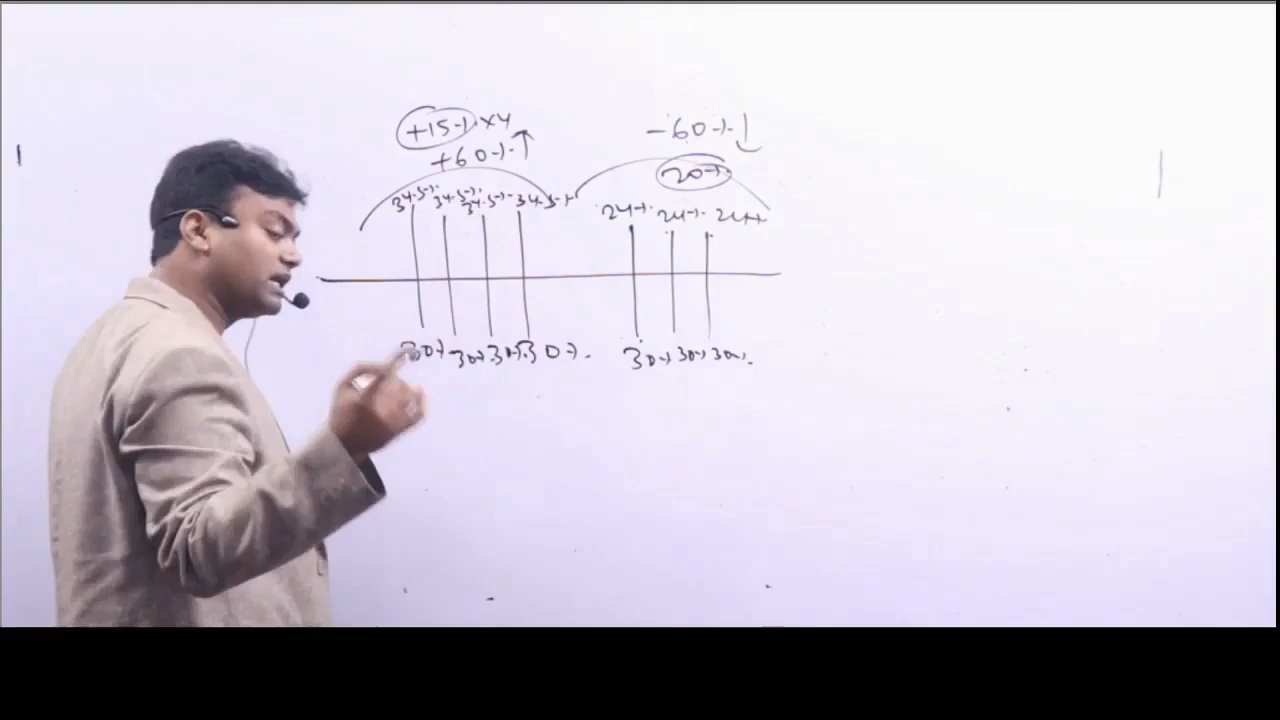 +15% × 4
+60% ↑
-60% ↓
20%
34.5% 34.5% 34.5% 34.5%
24% 24% 24%
30% 30% 30% 30%
30% 30% 30%